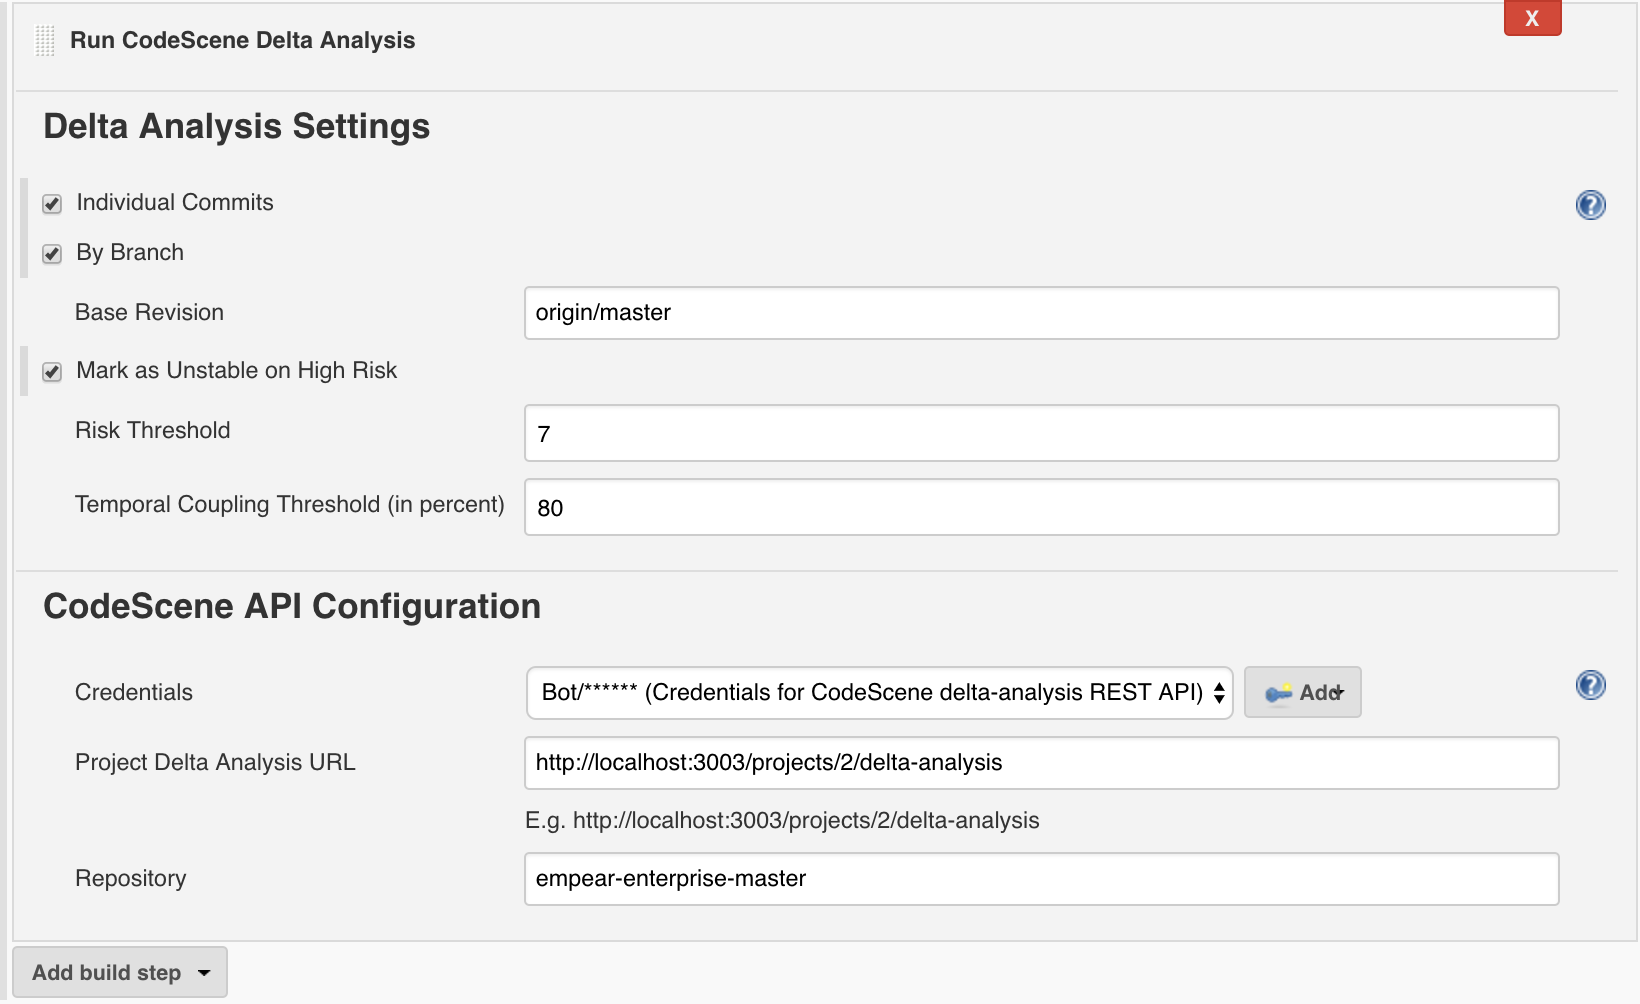 X
Run CodeScene Delta Analysis
Delta Analysis Settings
Individual Commits
?
By Branch
Base Revision origin/master
Mark as Unstable on High Risk
Risk Threshold 7
Temporal Coupling Threshold (in percent) 80
CodeScene API Configuration
Credentials Bot/****** (Credentials for CodeScene delta-analysis REST API) Add ?
Project Delta Analysis URL http://localhost:3003/projects/2/delta-analysis
E.g. http://localhost:3003/projects/2/delta-analysis
Repository empear-enterprise-master
Add build step